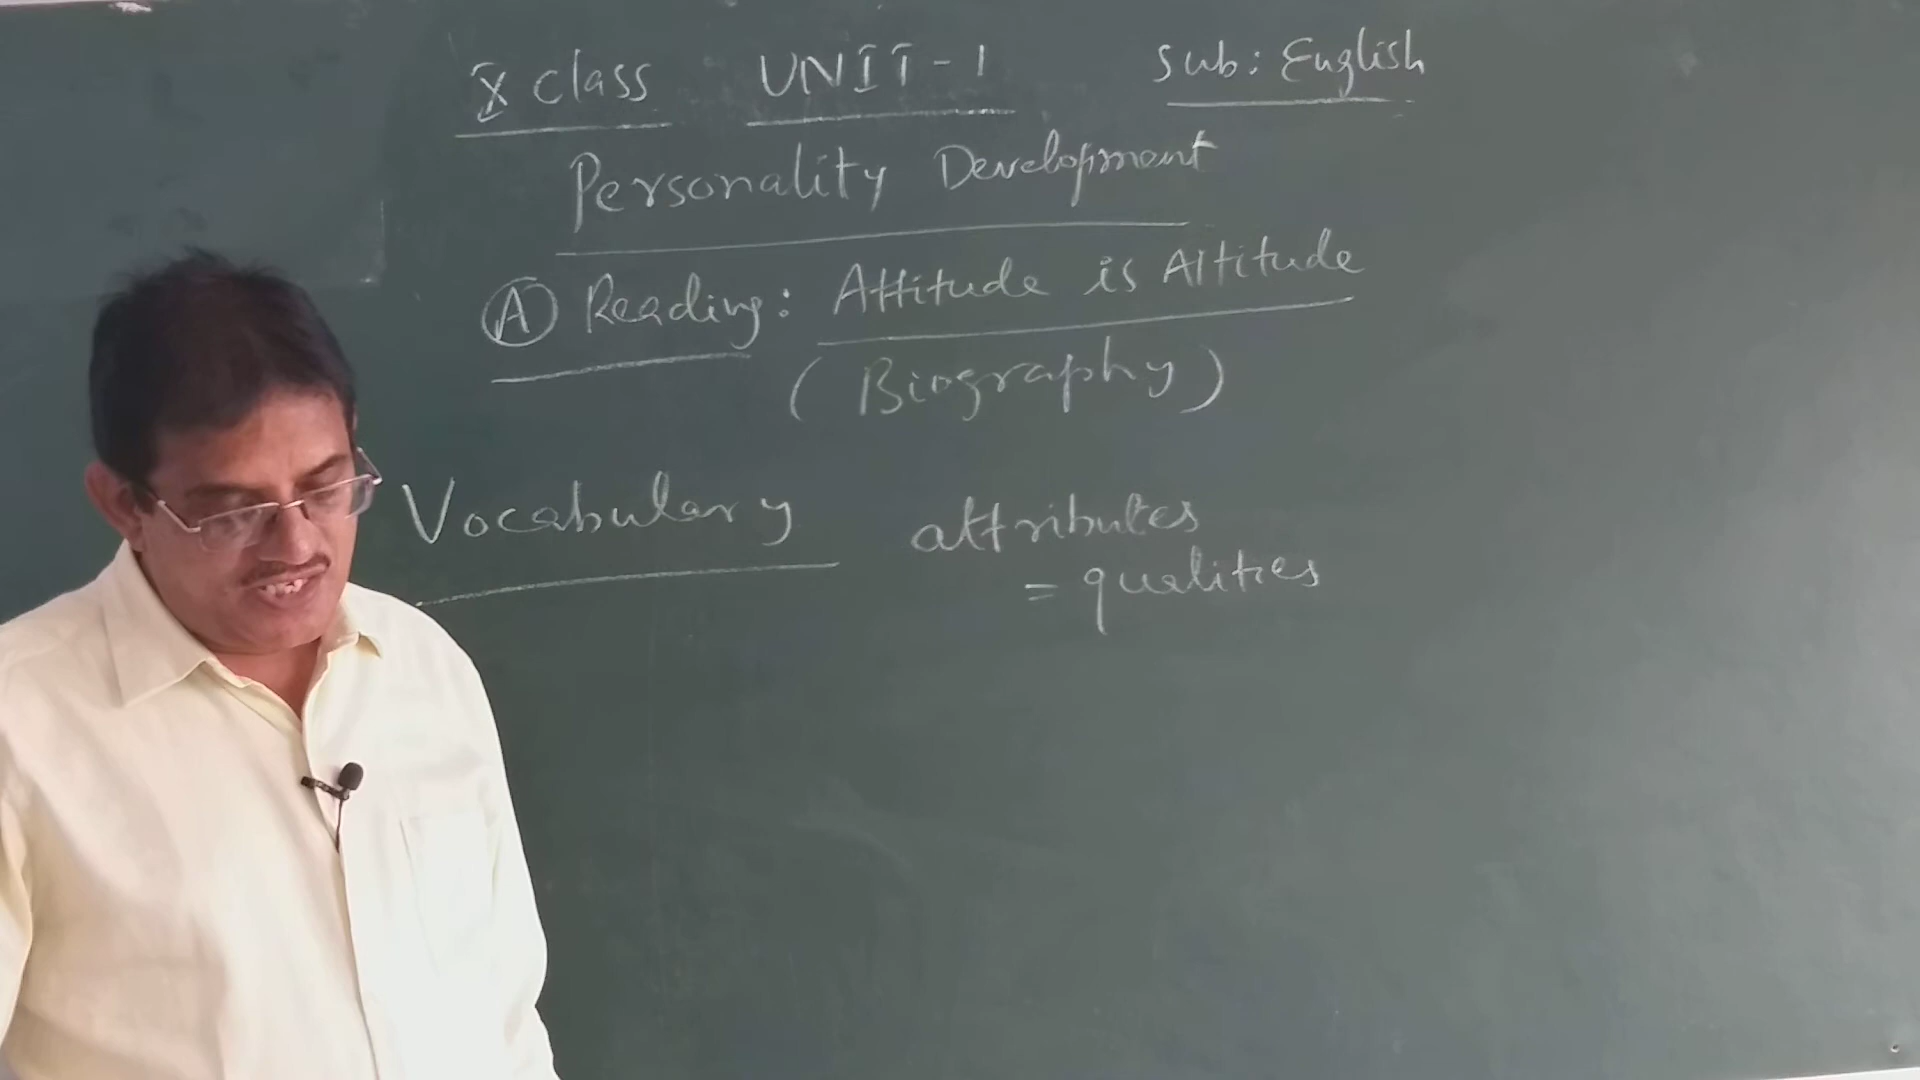 X class UNIT-1 Sub: English
Personality Development
A Reading: Attitude is Altitude
(Biography)
Vocabulary attributes
= qualities